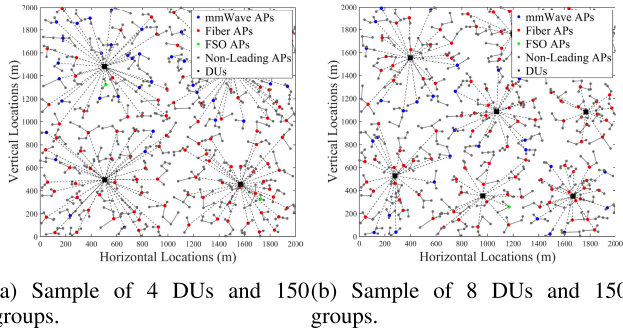 2000
1800
1600
1400
1200
1000
800
600
400
200
0
Vertical Locations (m)
mmWave APs
Fiber APs
FSO APs
Non-Leading APs
DUs
0 200 400 600 800 1000 1200 1400 1600 1800 2000
Horizontal Locations (m)
a) Sample of 4 DUs and 150
groups.
2000
1800
1600
1400
1200
1000
800
600
400
200
0
Vertical Locations (m)
mmWave APs
Fiber APs
FSO APs
Non-Leading APs
DUs
0 200 400 600 800 1000 1200 1400 1600 1800 2000
Horizontal Locations (m)
(b) Sample of 8 DUs and 150
groups.